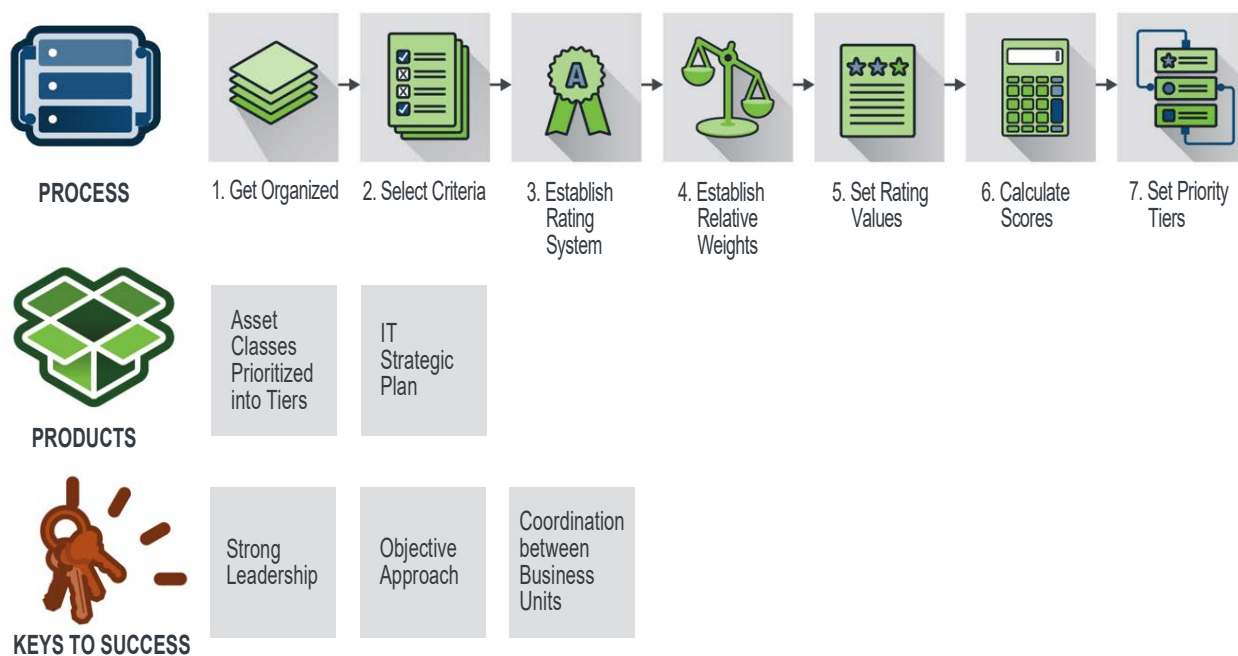 A
1
PROCESS
1. Get Organized
2. Select Criteria
3. Establish
Rating
System
4. Establish
Relative
Weights
5. Set Rating
Values
6. Calculate
Scores
7. Set Priority
Tiers
PRODUCTS
Asset
Classes
Prioritized
into Tiers
IT
Strategic
Plan
KEYS TO SUCCESS
Strong
Leadership
Objective
Approach
Coordination
between
Business
Units